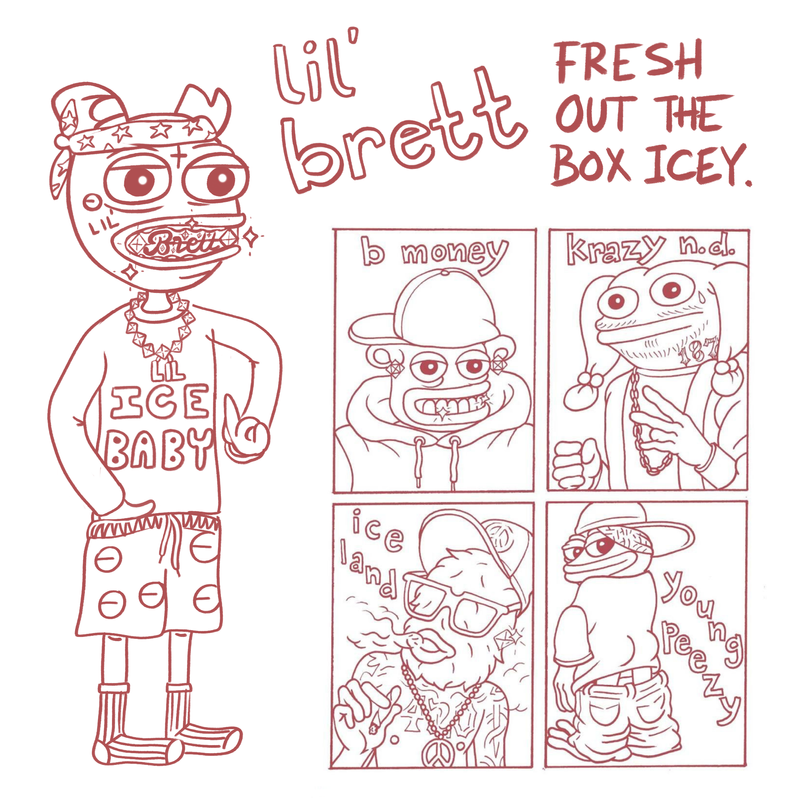 lil'
brett
FRESH
OUT THE
BOX ICEY.
LIL
Brett
LIL
ICE
BABY
b money
krazy n.d.
187
ice
land
young
Peezy